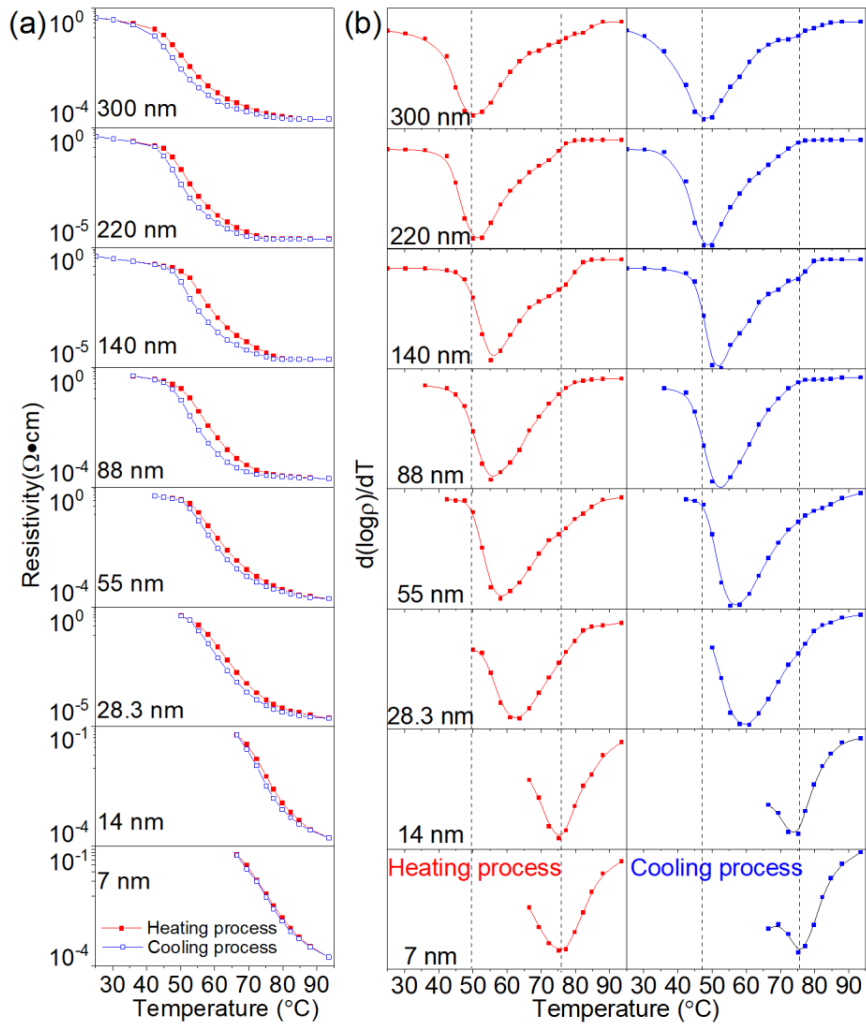 (a)
10⁰
10⁻⁴
300 nm
10⁰
10⁻⁵
220 nm
10⁰
10⁻⁵
140 nm
10⁰
10⁻⁴
88 nm
10⁰
10⁻⁴
55 nm
10⁰
10⁻⁵
28.3 nm
10⁻¹
10⁻⁴
14 nm
10⁻¹
10⁻⁴
7 nm
Heating process
Cooling process
Resistivity(Ω•cm)
30 40 50 60 70 80 90
Temperature (°C)
(b)
300 nm
220 nm
140 nm
88 nm
55 nm
28.3 nm
14 nm
Heating process
Cooling process
7 nm
d(logρ)/dT
30 40 50 60 70 80 90
40 50 60 70 80 90
Temperature (°C)